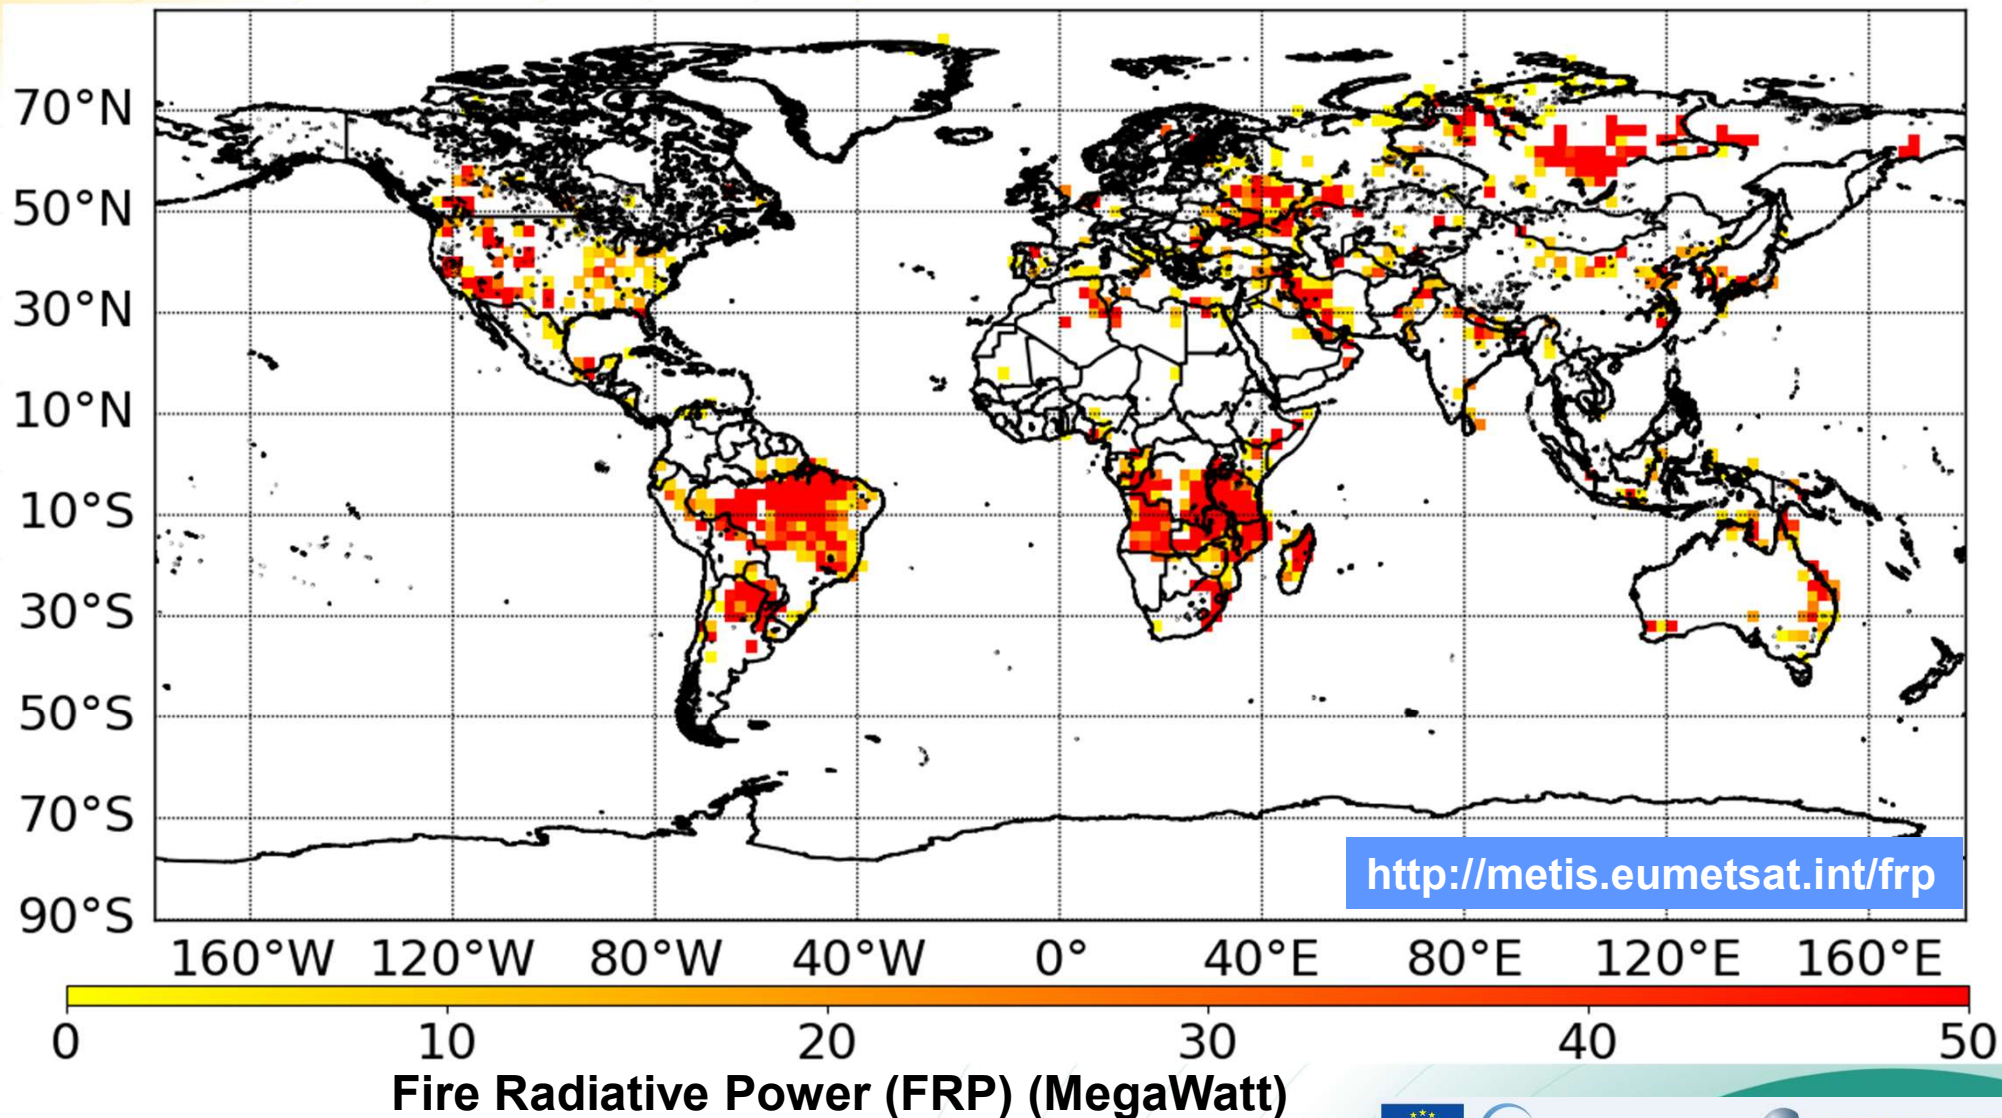 70°N
50°N
30°N
10°N
10°S
30°S
50°S
70°S
http://metis.eumetsat.int/frp
90°S
160°W 120°W 80°W 40°W 0° 40°E 80°E 120°E 160°E
0 10 20 30 40 50
Fire Radiative Power (FRP) (MegaWatt)